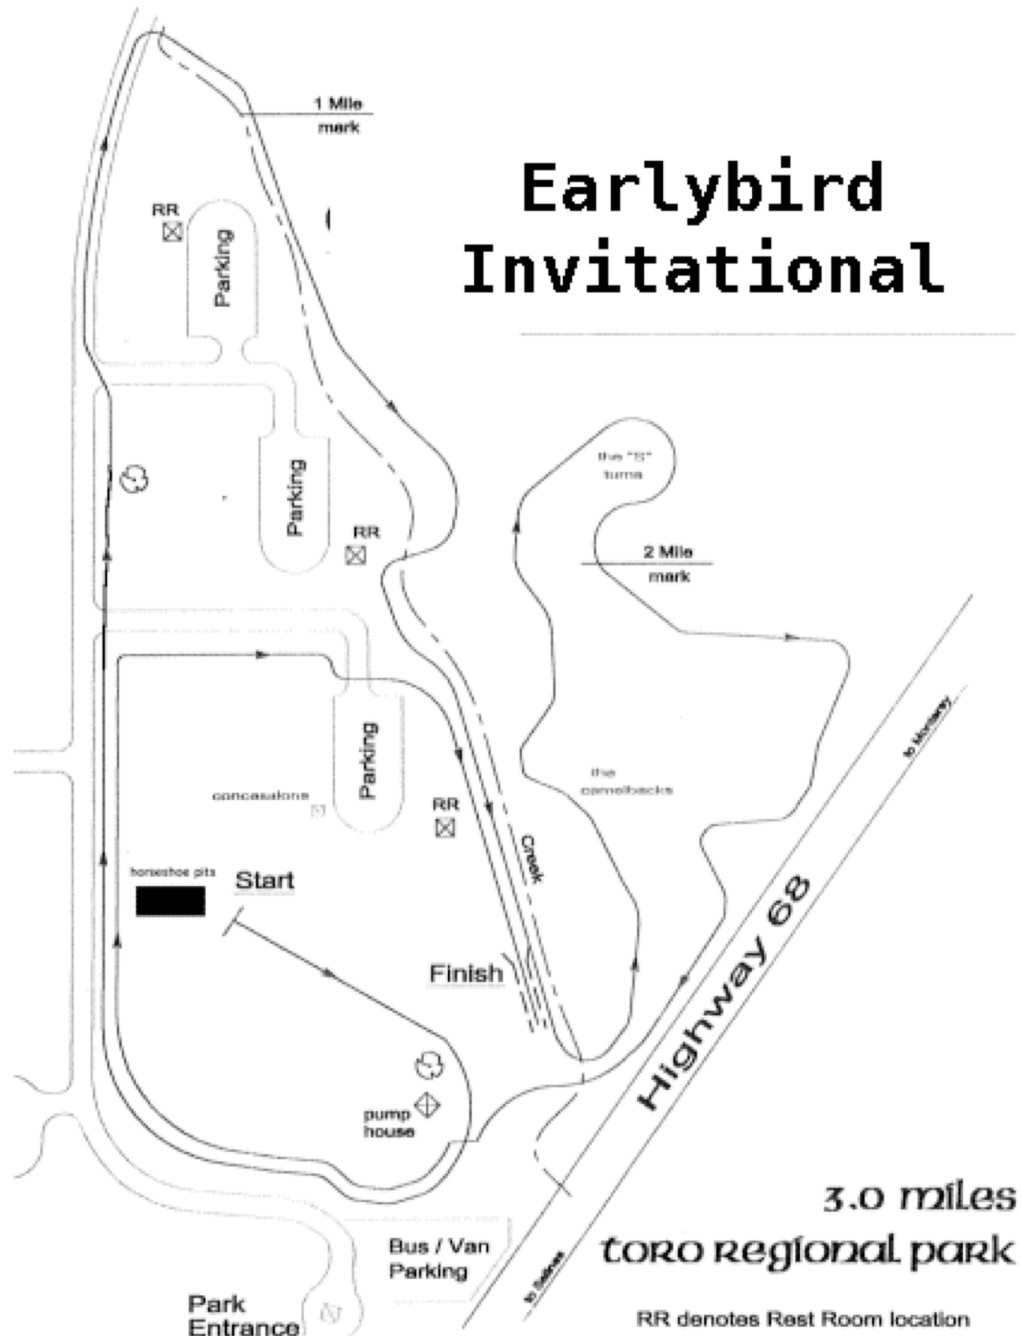 1 Mile
mark
Earlybird
Invitational
RR
Parking
the "S"
turns
Parking
RR
2 Mile
mark
to Monterey
Parking
the
camelbacks
concessions
RR
Creek
horseshoe pits
Start
Highway 68
Finish
pump
house
3.0 miles
toro regional park
Bus / Van
Parking
to Salinas
Park
Entrance
RR denotes Rest Room location